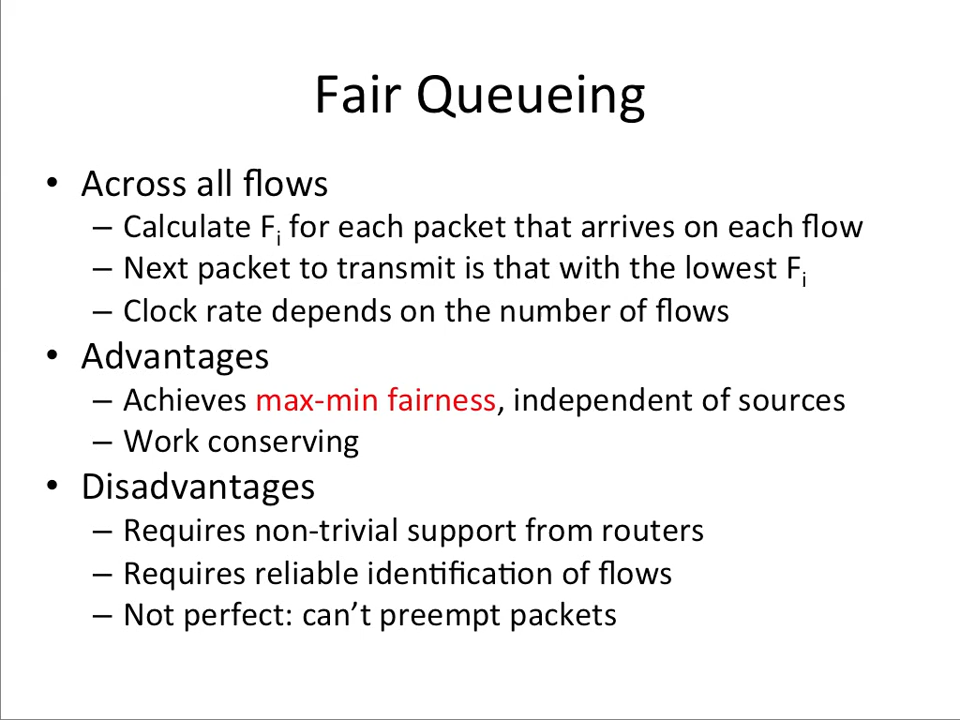 Fair Queueing
• Across all flows
– Calculate Fi for each packet that arrives on each flow
– Next packet to transmit is that with the lowest Fi
– Clock rate depends on the number of flows
• Advantages
– Achieves max-min fairness, independent of sources
– Work conserving
• Disadvantages
– Requires non-trivial support from routers
– Requires reliable identification of flows
– Not perfect: can’t preempt packets